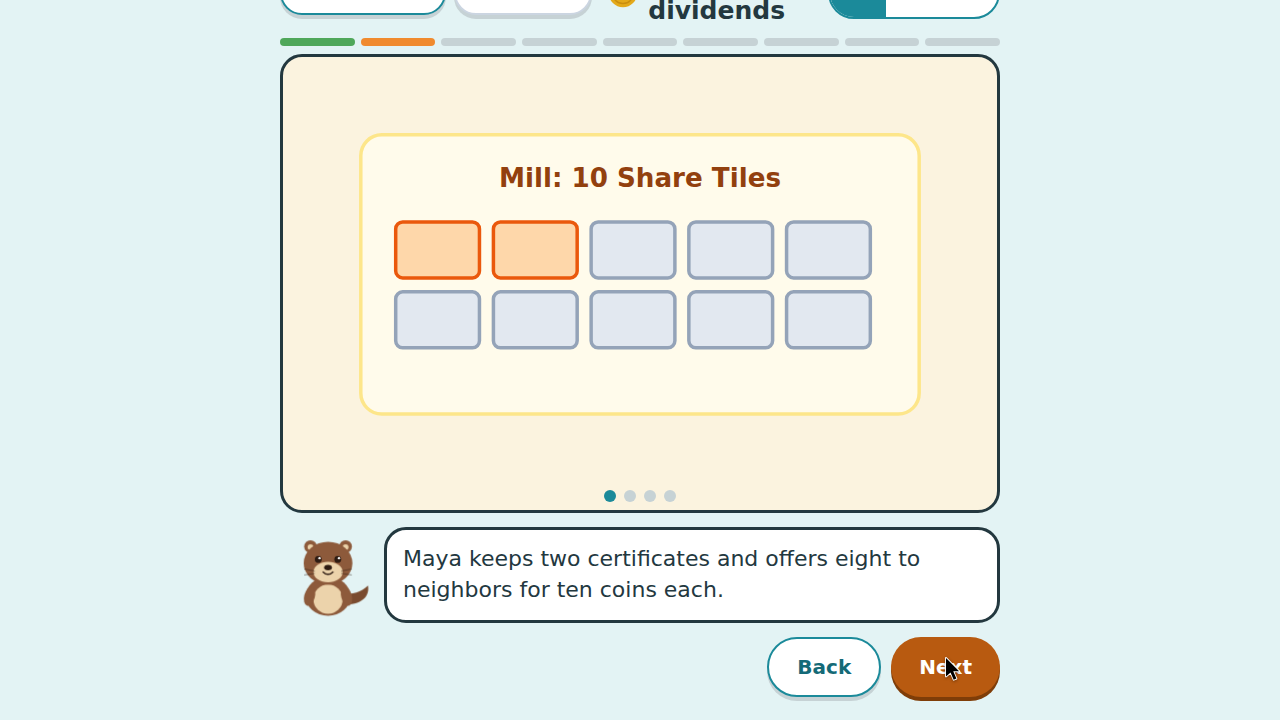 dividends
Mill: 10 Share Tiles
Maya keeps two certificates and offers eight to
neighbors for ten coins each.
Back
Next